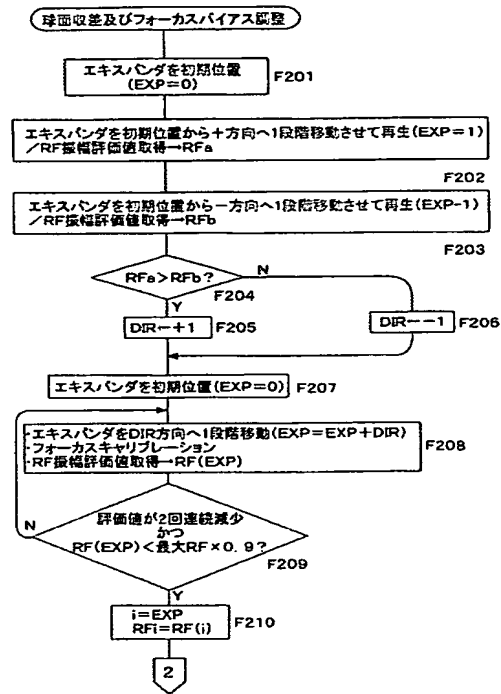 球面収差及びフォーカスバイアス調整
エキスパンダを初期位置
(EXP=0)
F201
エキスパンダを初期位置から+方向へ1段階移動させて再生(EXP=1)
/RF振幅評価値取得→RFa
F202
エキスパンダを初期位置から−方向へ1段階移動させて再生(EXP-1)
/RF振幅評価値取得→RFb
F203
RFa>RFb?
N
F204
Y
DIR←+1 F205
DIR←−1 F206
エキスパンダを初期位置(EXP=0) F207
・エキスパンダをDIR方向へ1段階移動(EXP=EXP+DIR)
・フォーカスキャリブレーション
・RF振幅評価値取得→RF(EXP)
F208
評価値が2回連続減少
かつ
RF(EXP)<最大RF×0.9?
N
F209
Y
i=EXP
RFi=RF(i)
F210
2